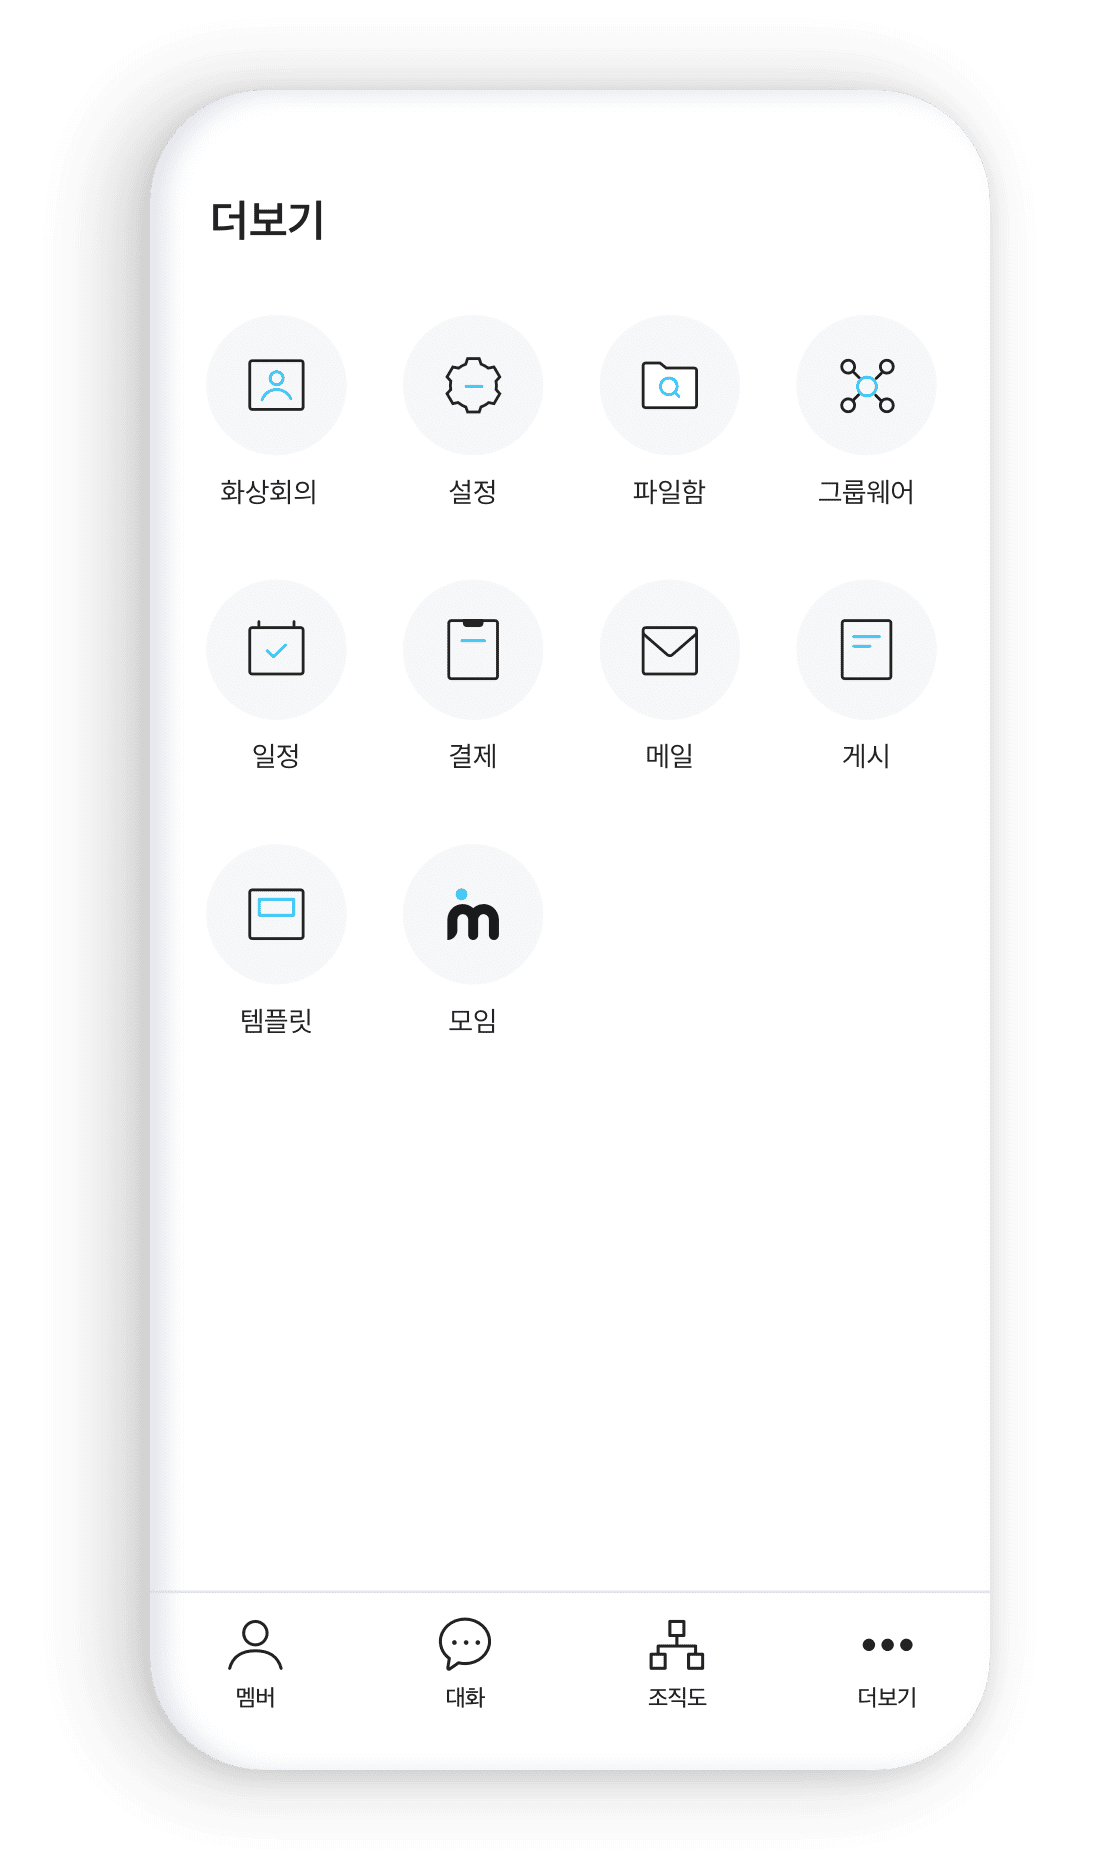 더보기
화상회의 설정 파일함 그룹웨어
일정 결제 메일 게시
템플릿 모임
멤버 대화 조직도 더보기